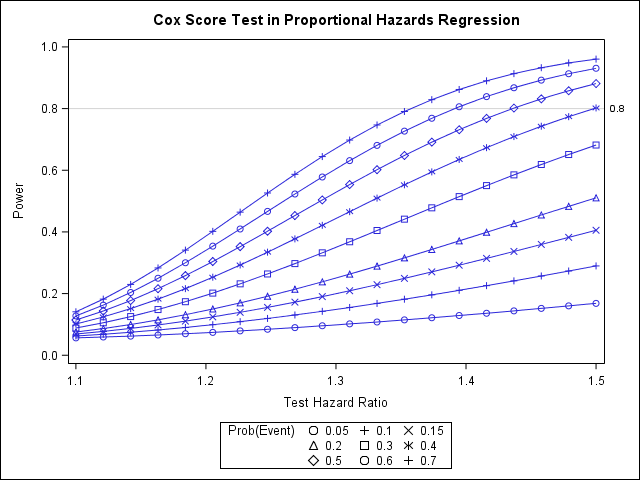 Cox Score Test in Proportional Hazards Regression
1.0
0.8
0.8
0.6
0.4
0.2
0.0
Power
1.1 1.2 1.3 1.4 1.5
Test Hazard Ratio
Prob(Event) 0.05 0.1 0.15
0.2 0.3 0.4
0.5 0.6 0.7